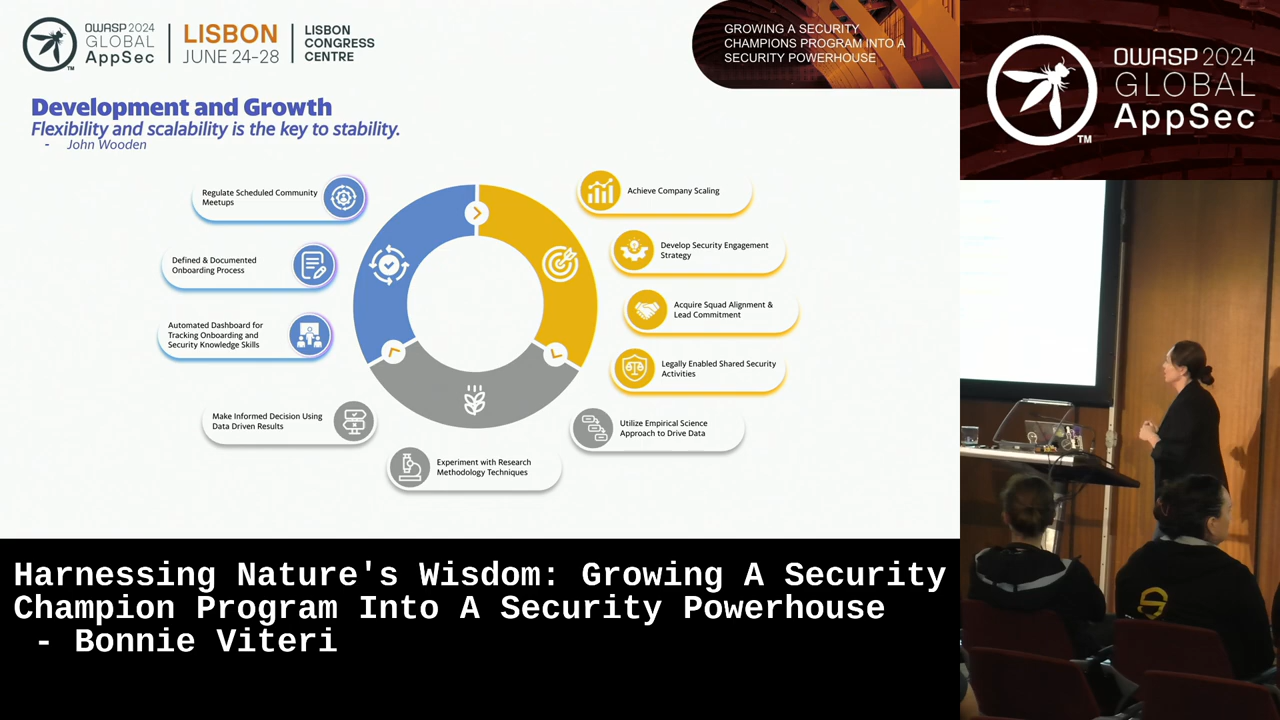 OWASP 2024
GLOBAL
AppSec
TM
LISBON
JUNE 24-28
LISBON
CONGRESS
CENTRE
GROWING A SECURITY
CHAMPIONS PROGRAM INTO A
SECURITY POWERHOUSE
OWASP 2024
GLOBAL
AppSec
TM
Development and Growth
Flexibility and scalability is the key to stability.
- John Wooden
Regulate Scheduled Community
Meetups
Defined & Documented
Onboarding Process
Automated Dashboard for
Tracking Onboarding and
Security Knowledge Skills
Make Informed Decision Using
Data Driven Results
Experiment with Research
Methodology Techniques
Achieve Company Scaling
Develop Security Engagement
Strategy
Acquire Squad Alignment &
Lead Commitment
Legally Enabled Shared Security
Activities
Utilize Empirical Science
Approach to Drive Data
Harnessing Nature's Wisdom: Growing A Security
Champion Program Into A Security Powerhouse
- Bonnie Viteri